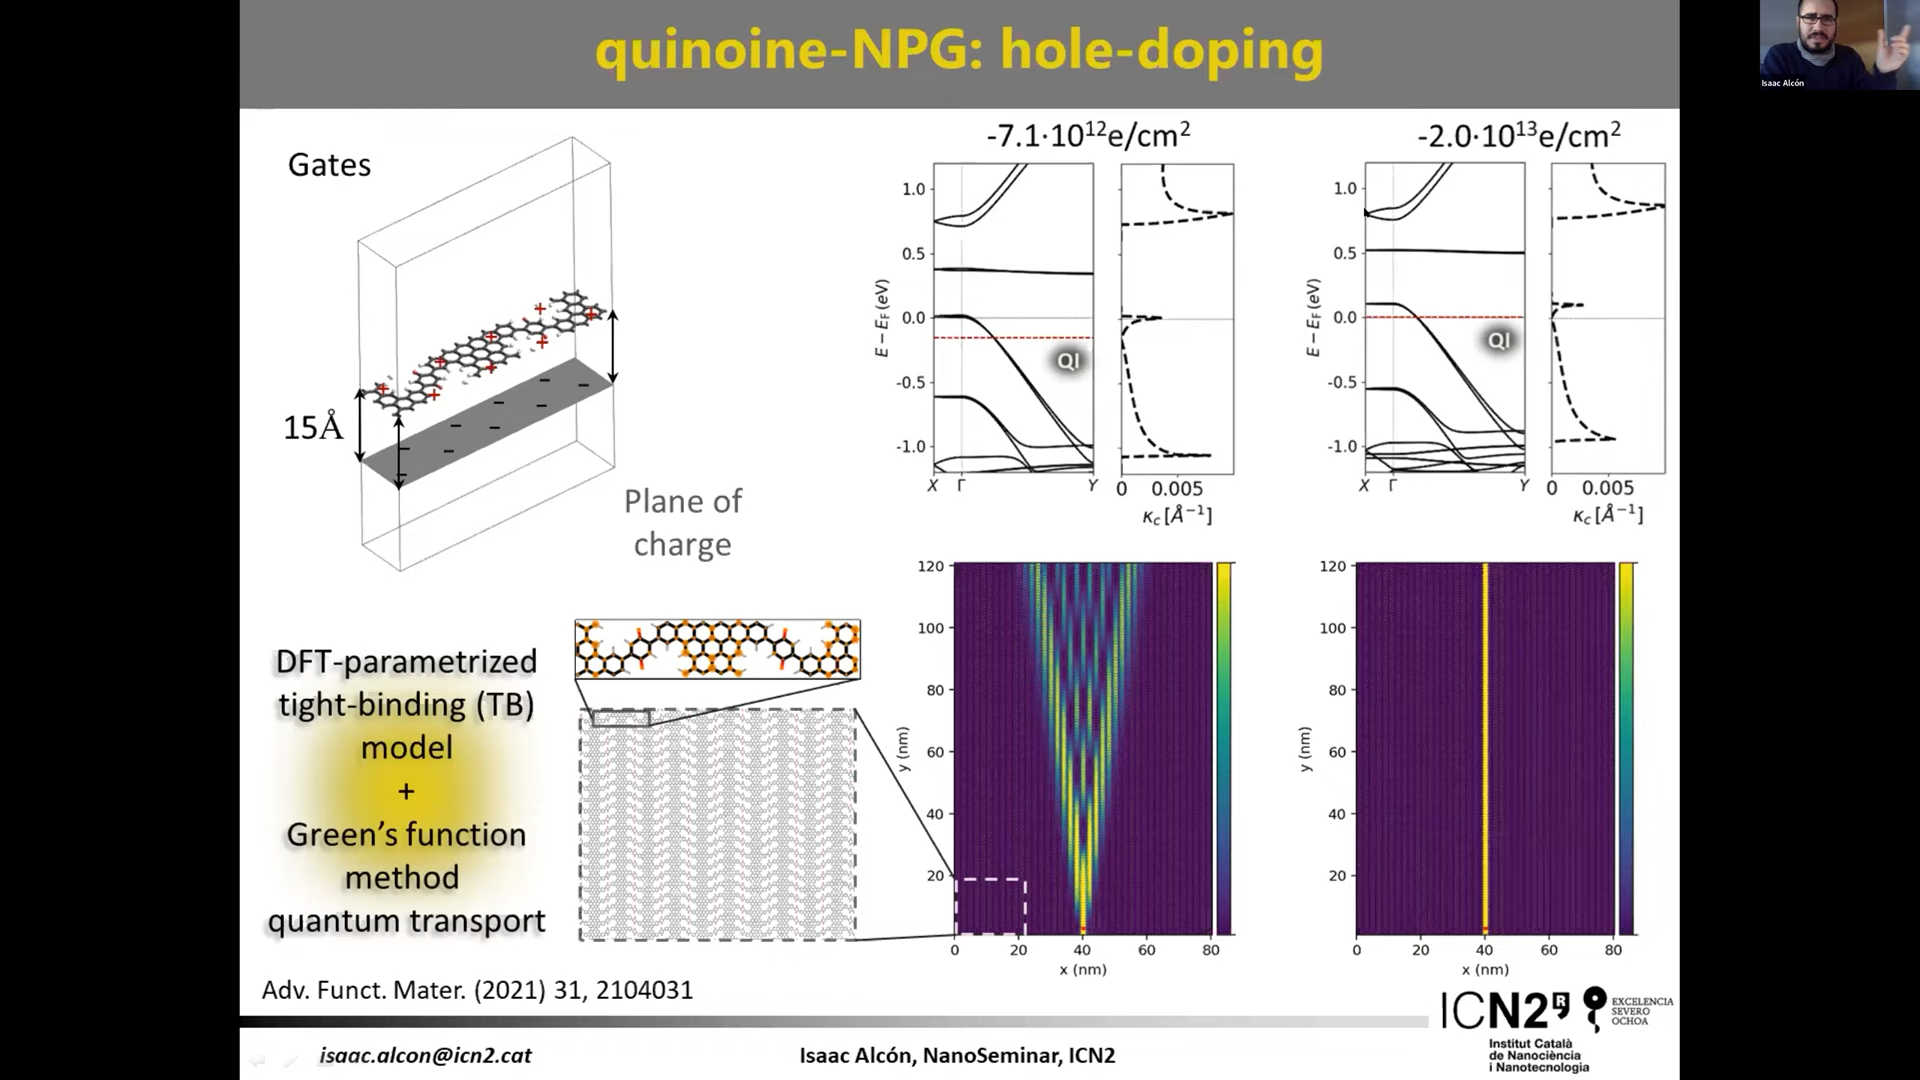 quinoine-NPG: hole-doping
Isaac Alcón
Gates
15Å
Plane of
charge
-7.1·10¹²e/cm²
-2.0·10¹³e/cm²
E − E_F (eV)
1.0
0.5
0.0
-0.5
-1.0
X Γ Y
QI
0 0.005
κ_c [Å⁻¹]
E − E_F (eV)
1.0
0.5
0.0
-0.5
-1.0
X Γ Y
QI
0 0.005
κ_c [Å⁻¹]
DFT-parametrized
tight-binding (TB)
model
+
Green's function
method
quantum transport
y (nm)
120
100
80
60
40
20
0 20 40 60 80
x (nm)
y (nm)
120
100
80
60
40
20
0 20 40 60 80
x (nm)
Adv. Funct. Mater. (2021) 31, 2104031
ICN2
EXCELENCIA
SEVERO
OCHOA
Institut Català
de Nanociència
i Nanotecnologia
isaac.alcon@icn2.cat
Isaac Alcón, NanoSeminar, ICN2